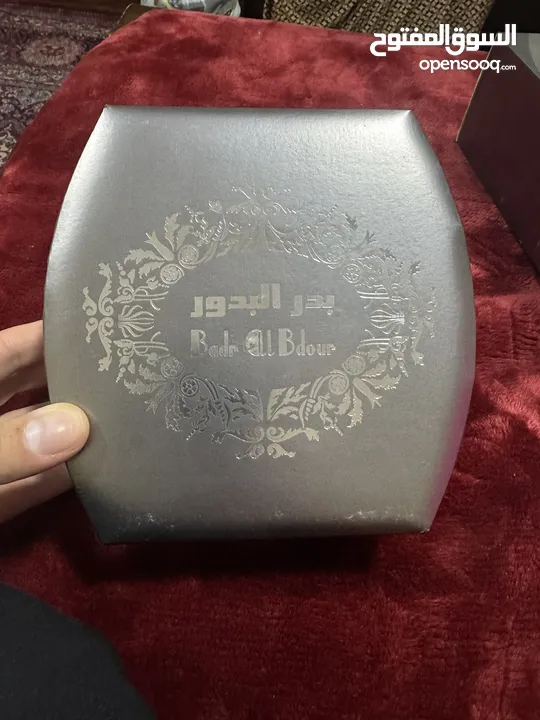 السوق المفتوح
opensooq.com
بدر البدور
Badr Al Bdour